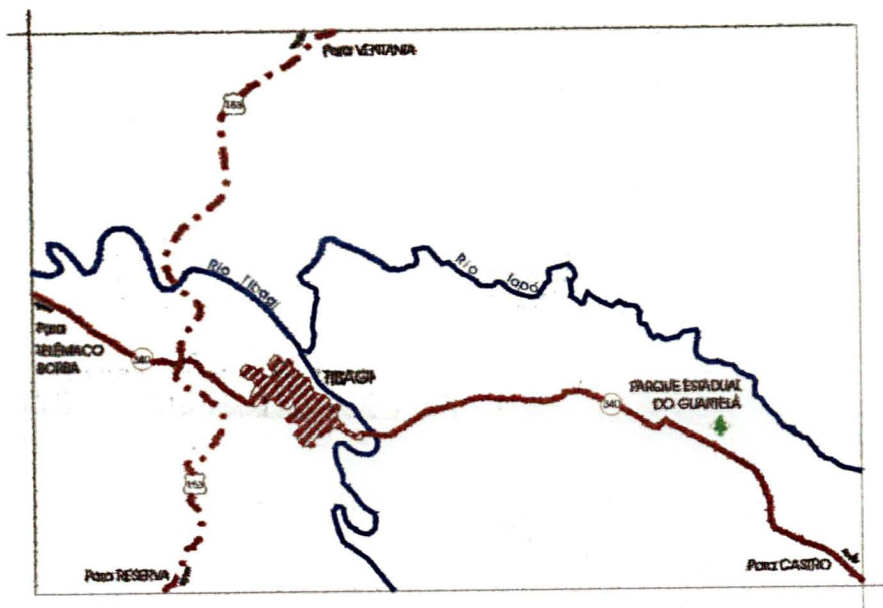 Para VENTANIA
153
Rio Tibagi
Rio Iapó
Para
TELÊMACO
BORBA
340
TIBAGI
PARQUE ESTADUAL
DO GUARTELÁ
340
153
Para RESERVA
Para CASTRO